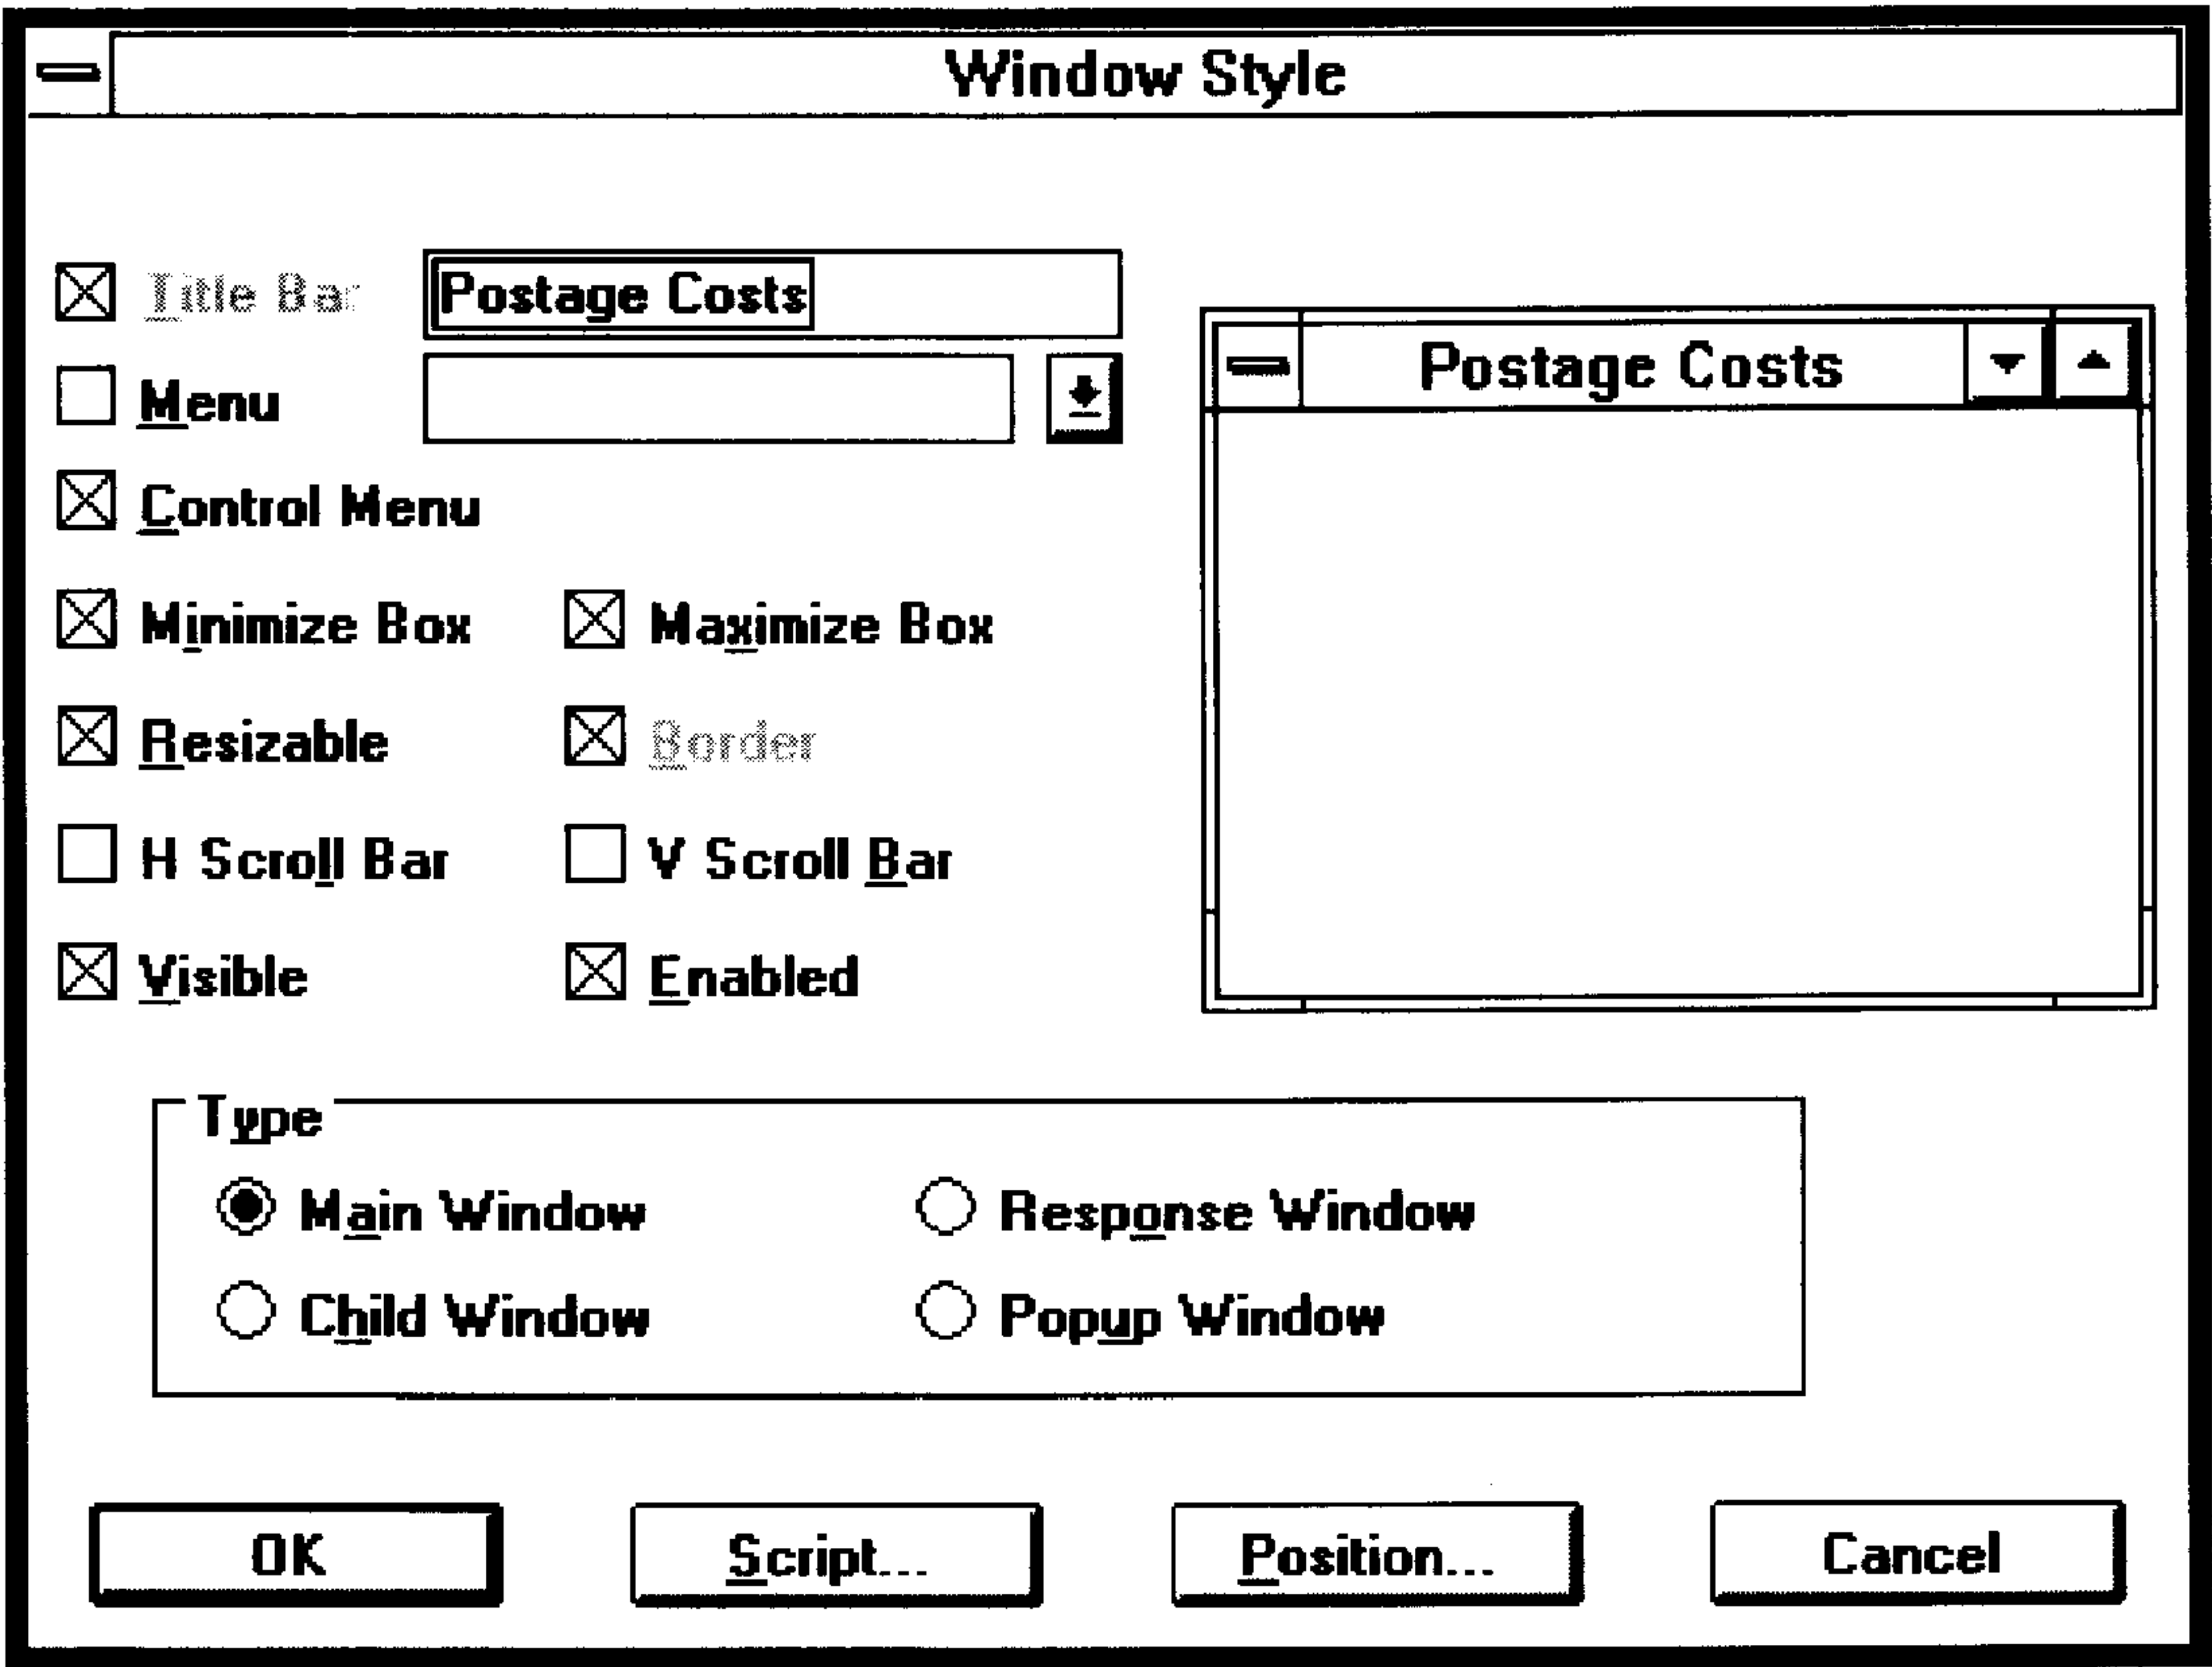 Window Style
Title Bar Postage Costs
Menu
Control Menu
Minimize Box Maximize Box
Resizable Border
H Scroll Bar V Scroll Bar
Visible Enabled
Postage Costs
Type
Main Window Response Window
Child Window Popup Window
OK Script... Position... Cancel